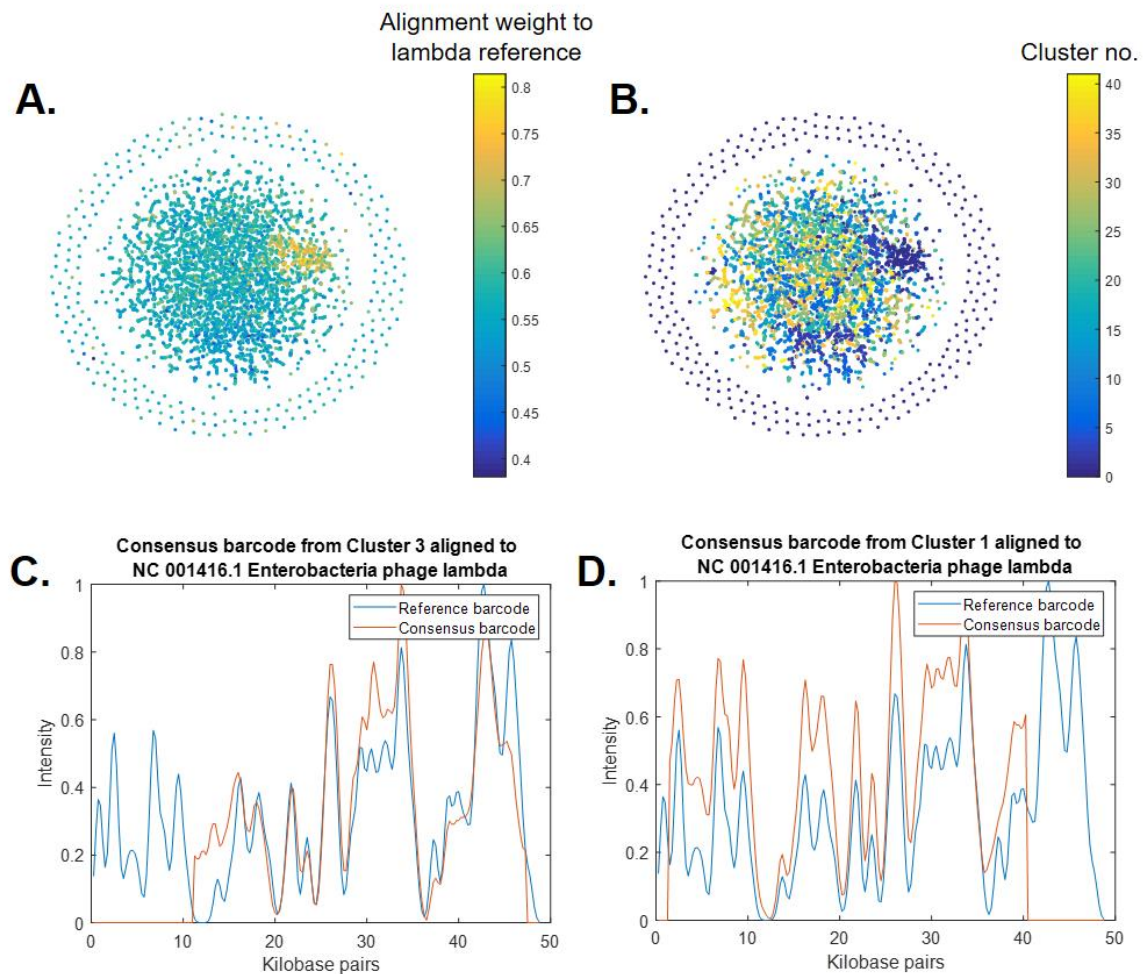 A.
Alignment weight to
lambda reference
0.8
0.75
0.7
0.65
0.6
0.55
0.5
0.45
0.4
B.
Cluster no.
40
35
30
25
20
15
10
5
0
C.
Consensus barcode from Cluster 3 aligned to
NC 001416.1 Enterobacteria phage lambda
Reference barcode
Consensus barcode
Intensity
1
0.8
0.6
0.4
0.2
0
0 10 20 30 40 50
Kilobase pairs
D.
Consensus barcode from Cluster 1 aligned to
NC 001416.1 Enterobacteria phage lambda
Reference barcode
Consensus barcode
Intensity
1
0.8
0.6
0.4
0.2
0
0 10 20 30 40 50
Kilobase pairs